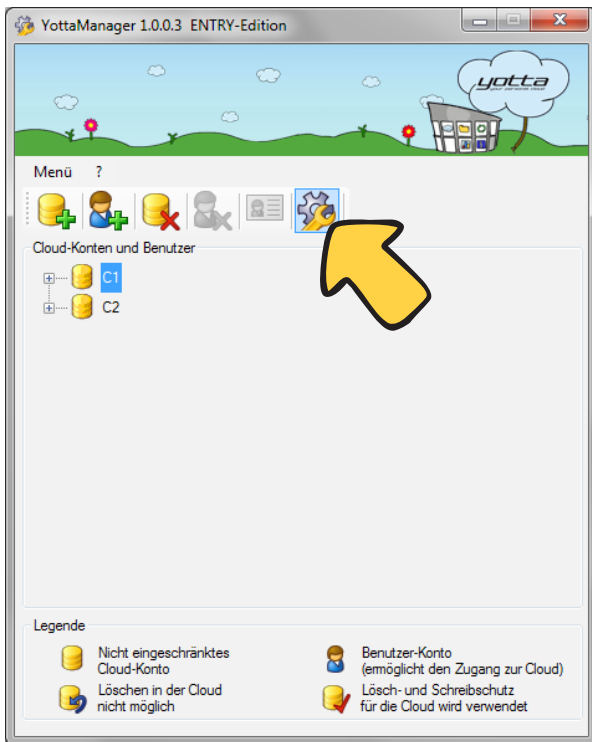 YottaManager 1.0.0.3 ENTRY-Edition
yotta
your personal cloud
Menü ?
Cloud-Konten und Benutzer
C1
C2
Legende
Nicht eingeschränktes
Cloud-Konto
Benutzer-Konto
(ermöglicht den Zugang zur Cloud)
Löschen in der Cloud
nicht möglich
Lösch- und Schreibschutz
für die Cloud wird verwendet